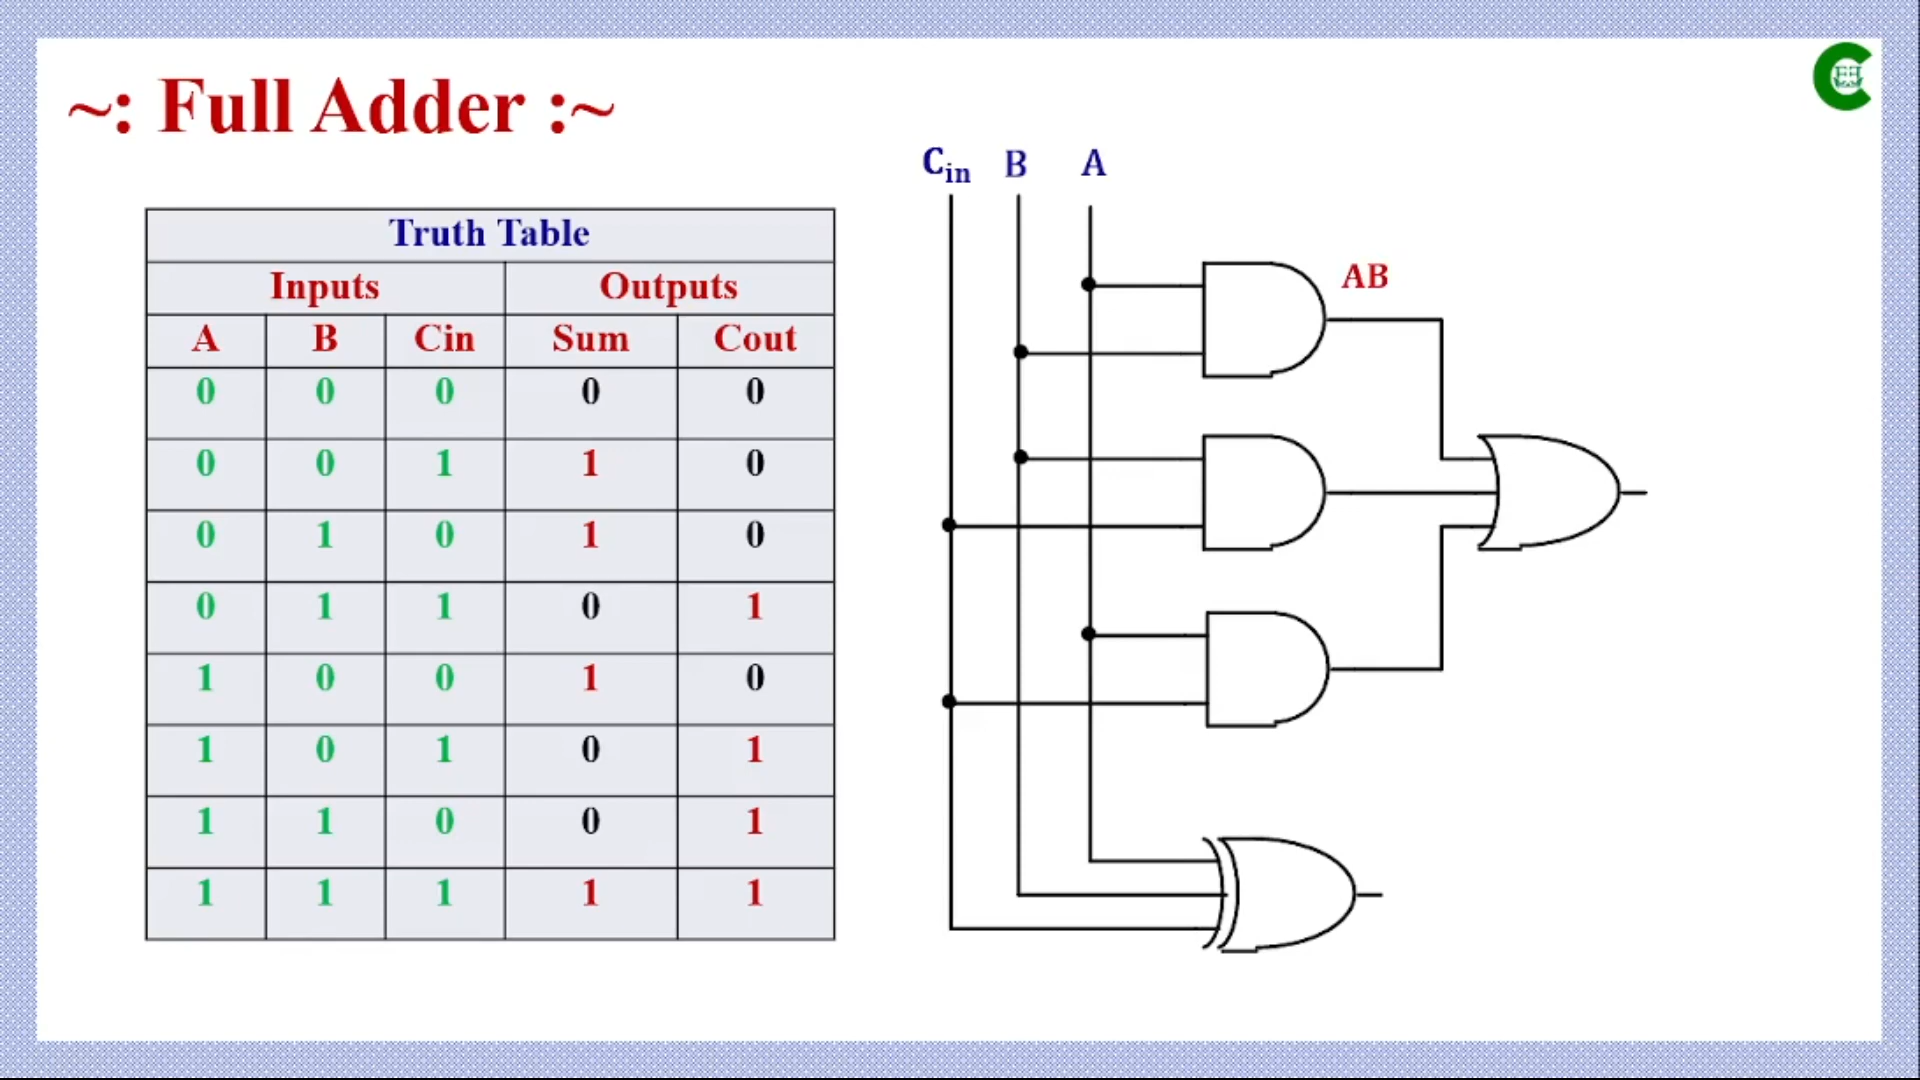 ~: Full Adder :~
Truth Table
Inputs Outputs
A B Cin Sum Cout
0 0 0 0 0
0 0 1 1 0
0 1 0 1 0
0 1 1 0 1
1 0 0 1 0
1 0 1 0 1
1 1 0 0 1
1 1 1 1 1
Cin B A
AB